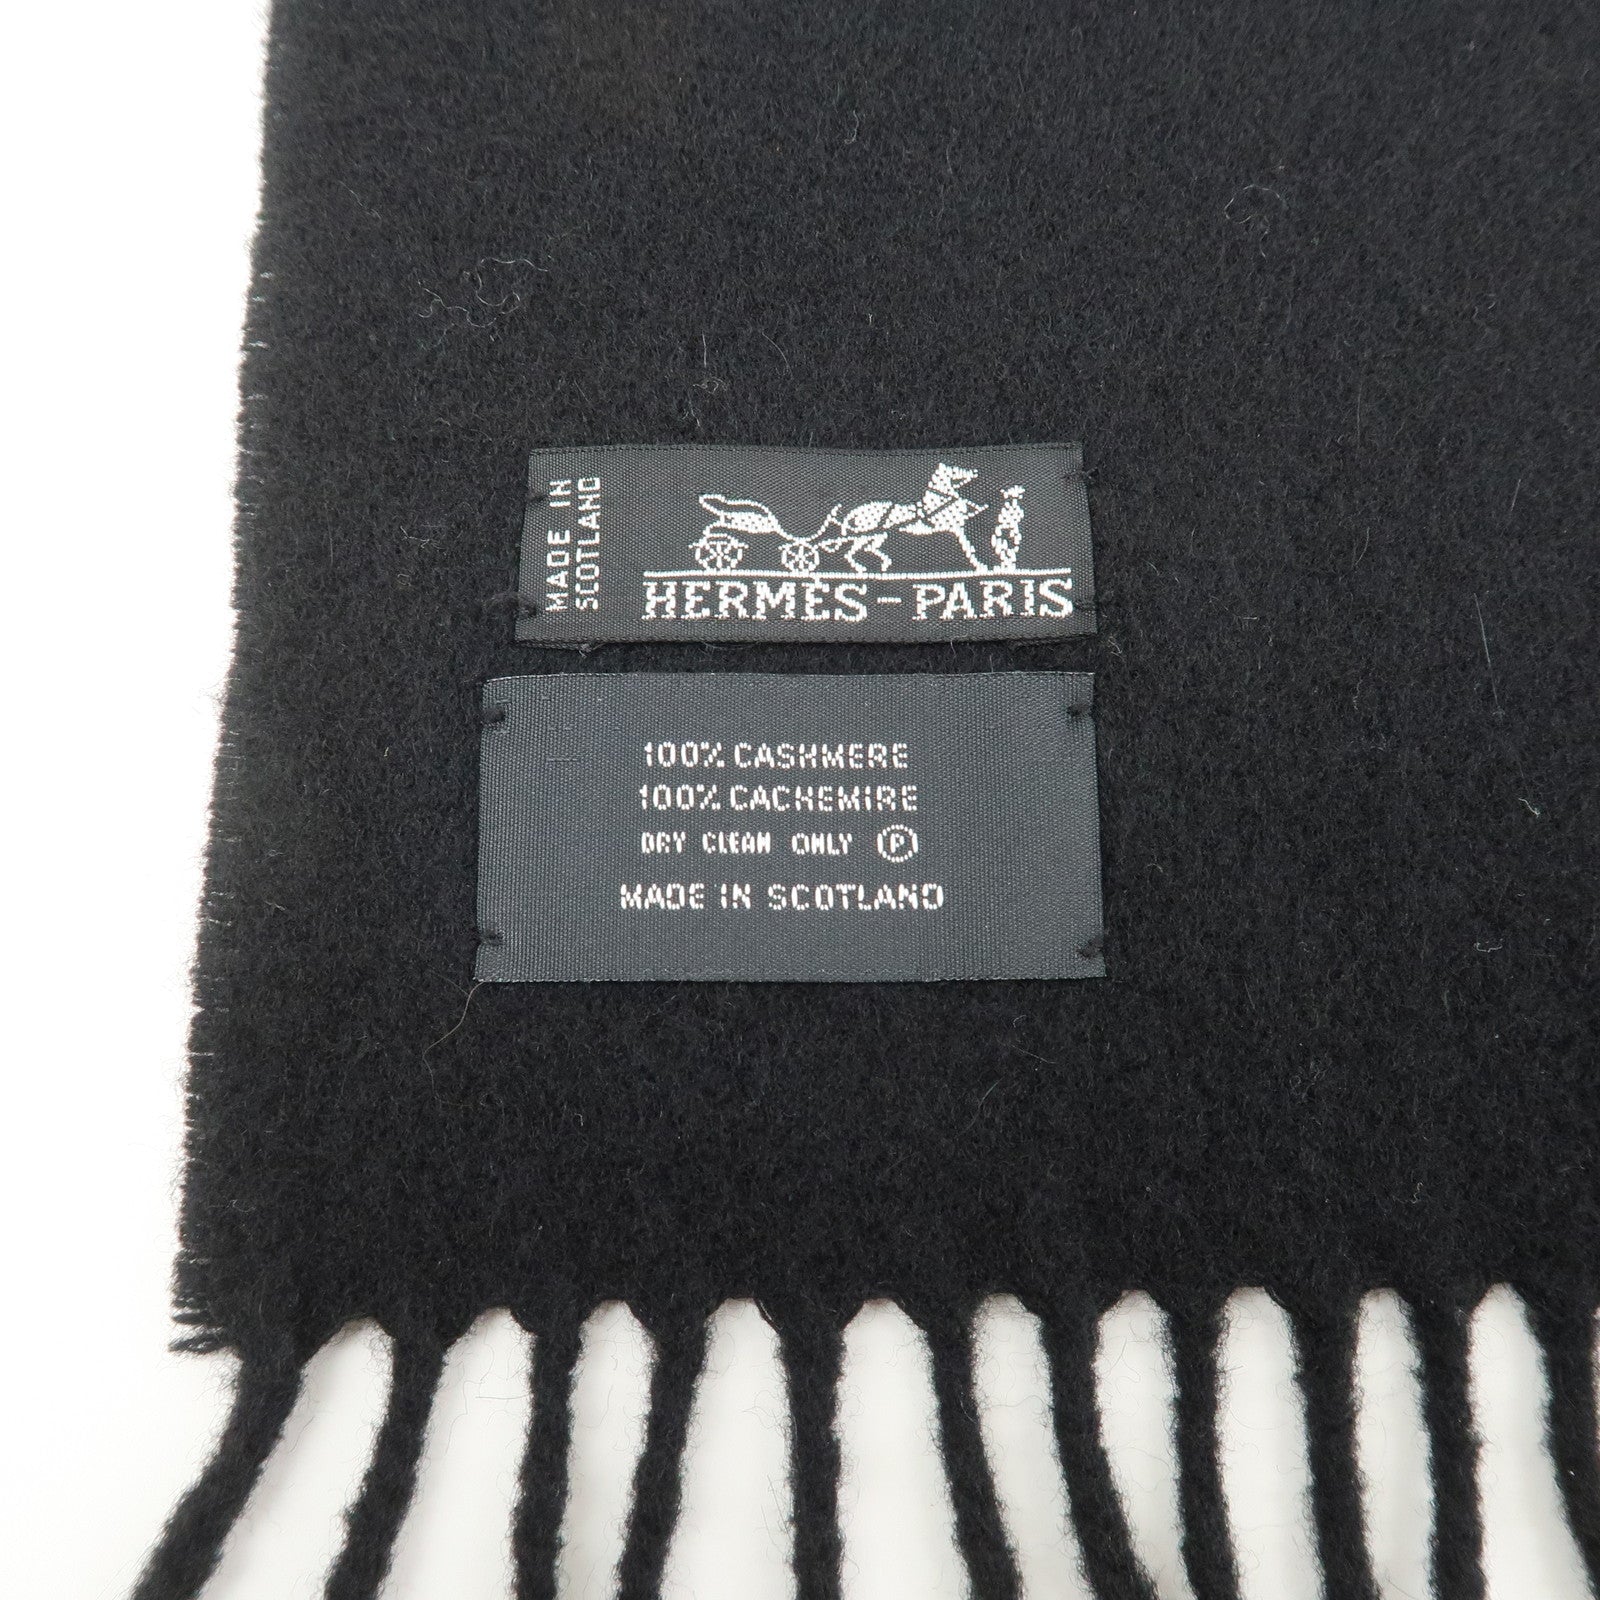 MADE IN
SCOTLAND
HERMES-PARIS
100% CASHMERE
100% CACHEMIRE
DRY CLEAN ONLY Ⓟ
MADE IN SCOTLAND